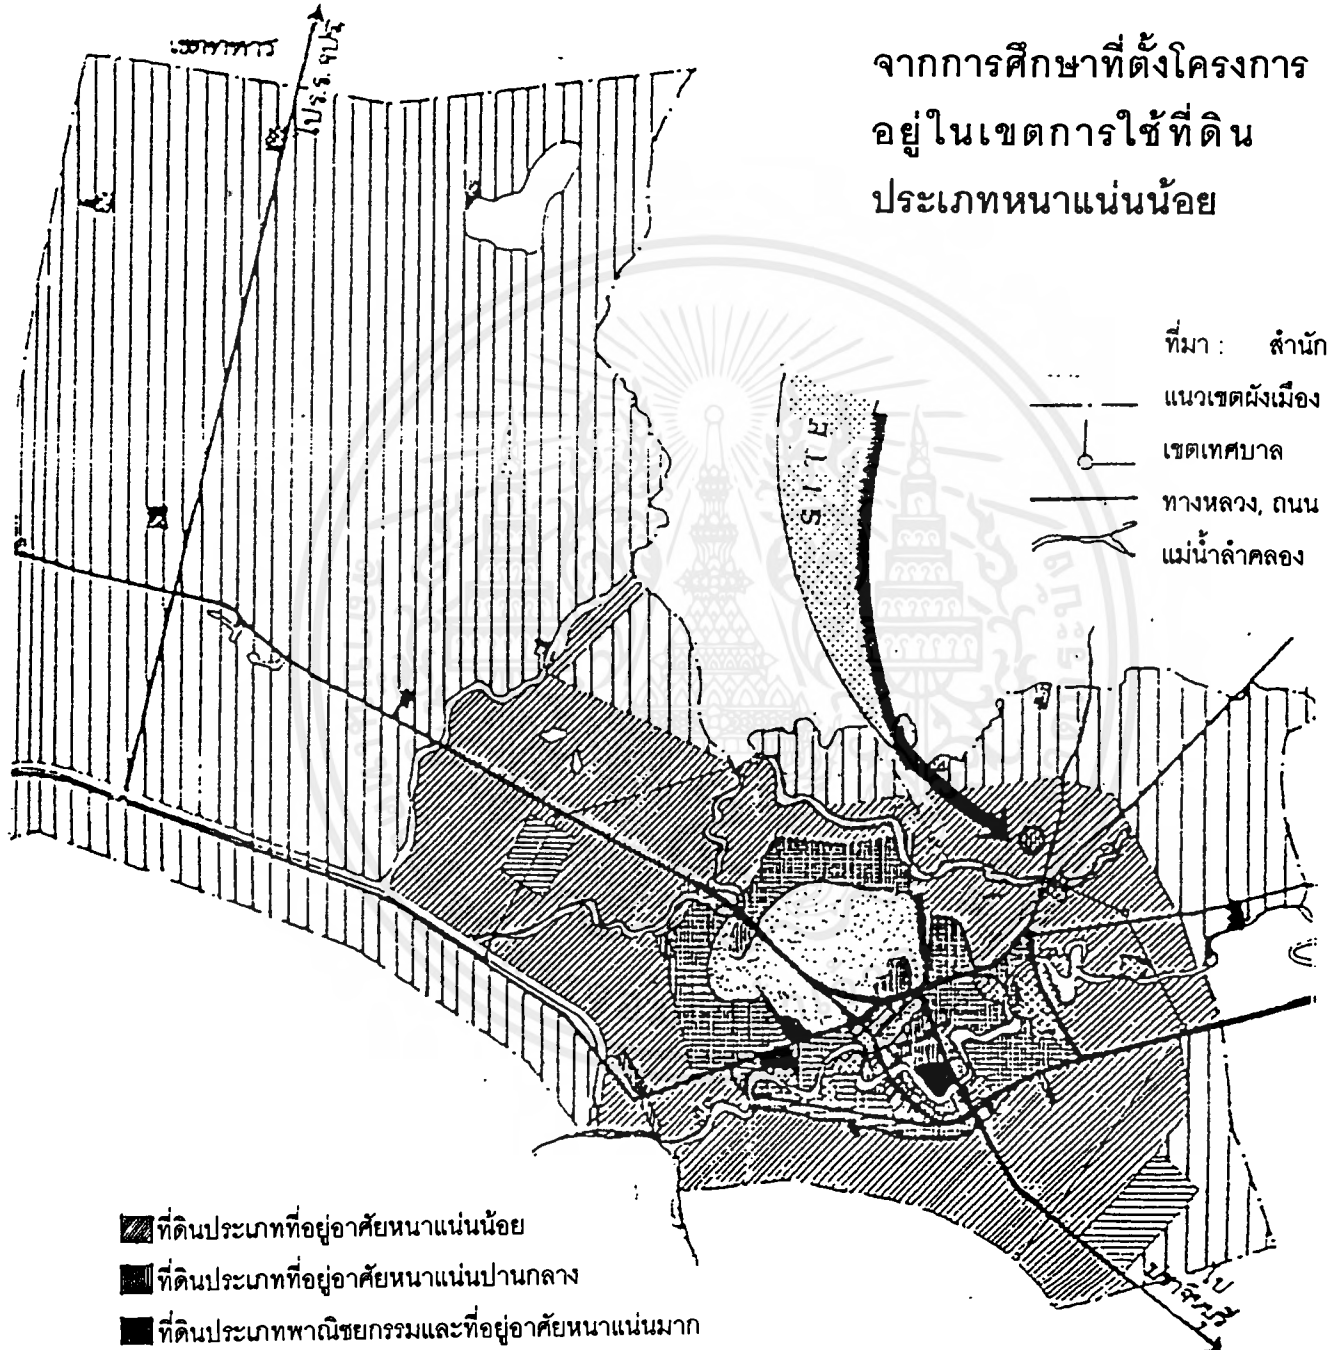 จากการศึกษาที่ตั้งโครงการ
อยู่ในเขตการใช้ที่ดิน
ประเภทหนาแน่นน้อย
ที่มา : สำนัก
แนวเขตผังเมือง
เขตเทศบาล
ทางหลวง, ถนน
แม่น้ำลำคลอง
ที่ดินประเภทที่อยู่อาศัยหนาแน่นน้อย
ที่ดินประเภทที่อยู่อาศัยหนาแน่นปานกลาง
ที่ดินประเภทพาณิชยกรรมและที่อยู่อาศัยหนาแน่นมาก
ไป
ปราจีนบุรี